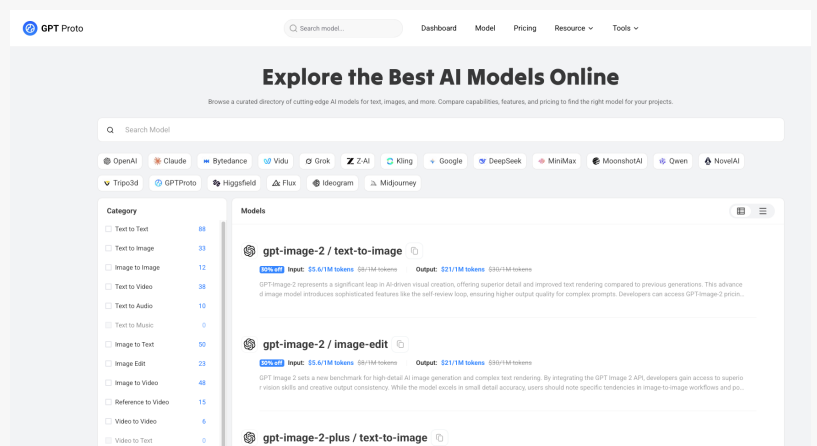 GPT Proto
Search model...
Dashboard
Model
Pricing
Resource
Tools
Explore the Best AI Models Online
Browse a curated directory of cutting-edge AI models for text, images, and more. Compare capabilities, features, and pricing to find the right model for your projects.
Search Model
OpenAI
Claude
Bytedance
Vidu
Grok
Z-AI
Kling
Google
DeepSeek
MiniMax
MoonshotAI
Qwen
NovelAI
Tripo3d
GPTProto
Higgsfield
Flux
Ideogram
Midjourney
Category
Text to Text 88
Text to Image 33
Image to Image 12
Text to Video 38
Text to Audio 10
Text to Music 0
Image to Text 50
Image Edit 23
Image to Video 48
Reference to Video 15
Video to Video 6
Video to Text 0
Models
gpt-image-2 / text-to-image
30% off Input: $5.6/1M tokens $8/1M tokens Output: $21/1M tokens $30/1M tokens
GPT-Image-2 represents a significant leap in AI-driven visual creation, offering superior detail and improved text rendering compared to previous generations. This advance
d image model introduces sophisticated features like the self-review loop, ensuring higher output quality for complex prompts. Developers can access GPT-Image-2 pricin...
gpt-image-2 / image-edit
30% off Input: $5.6/1M tokens $8/1M tokens Output: $21/1M tokens $30/1M tokens
GPT Image 2 sets a new benchmark for high-detail AI image generation and complex text rendering. By integrating the GPT Image 2 API, developers gain access to superio
r vision skills and creative output consistency. While the model excels in small detail accuracy, users should note specific tendencies in image-to-image workflows and po...
gpt-image-2-plus / text-to-image